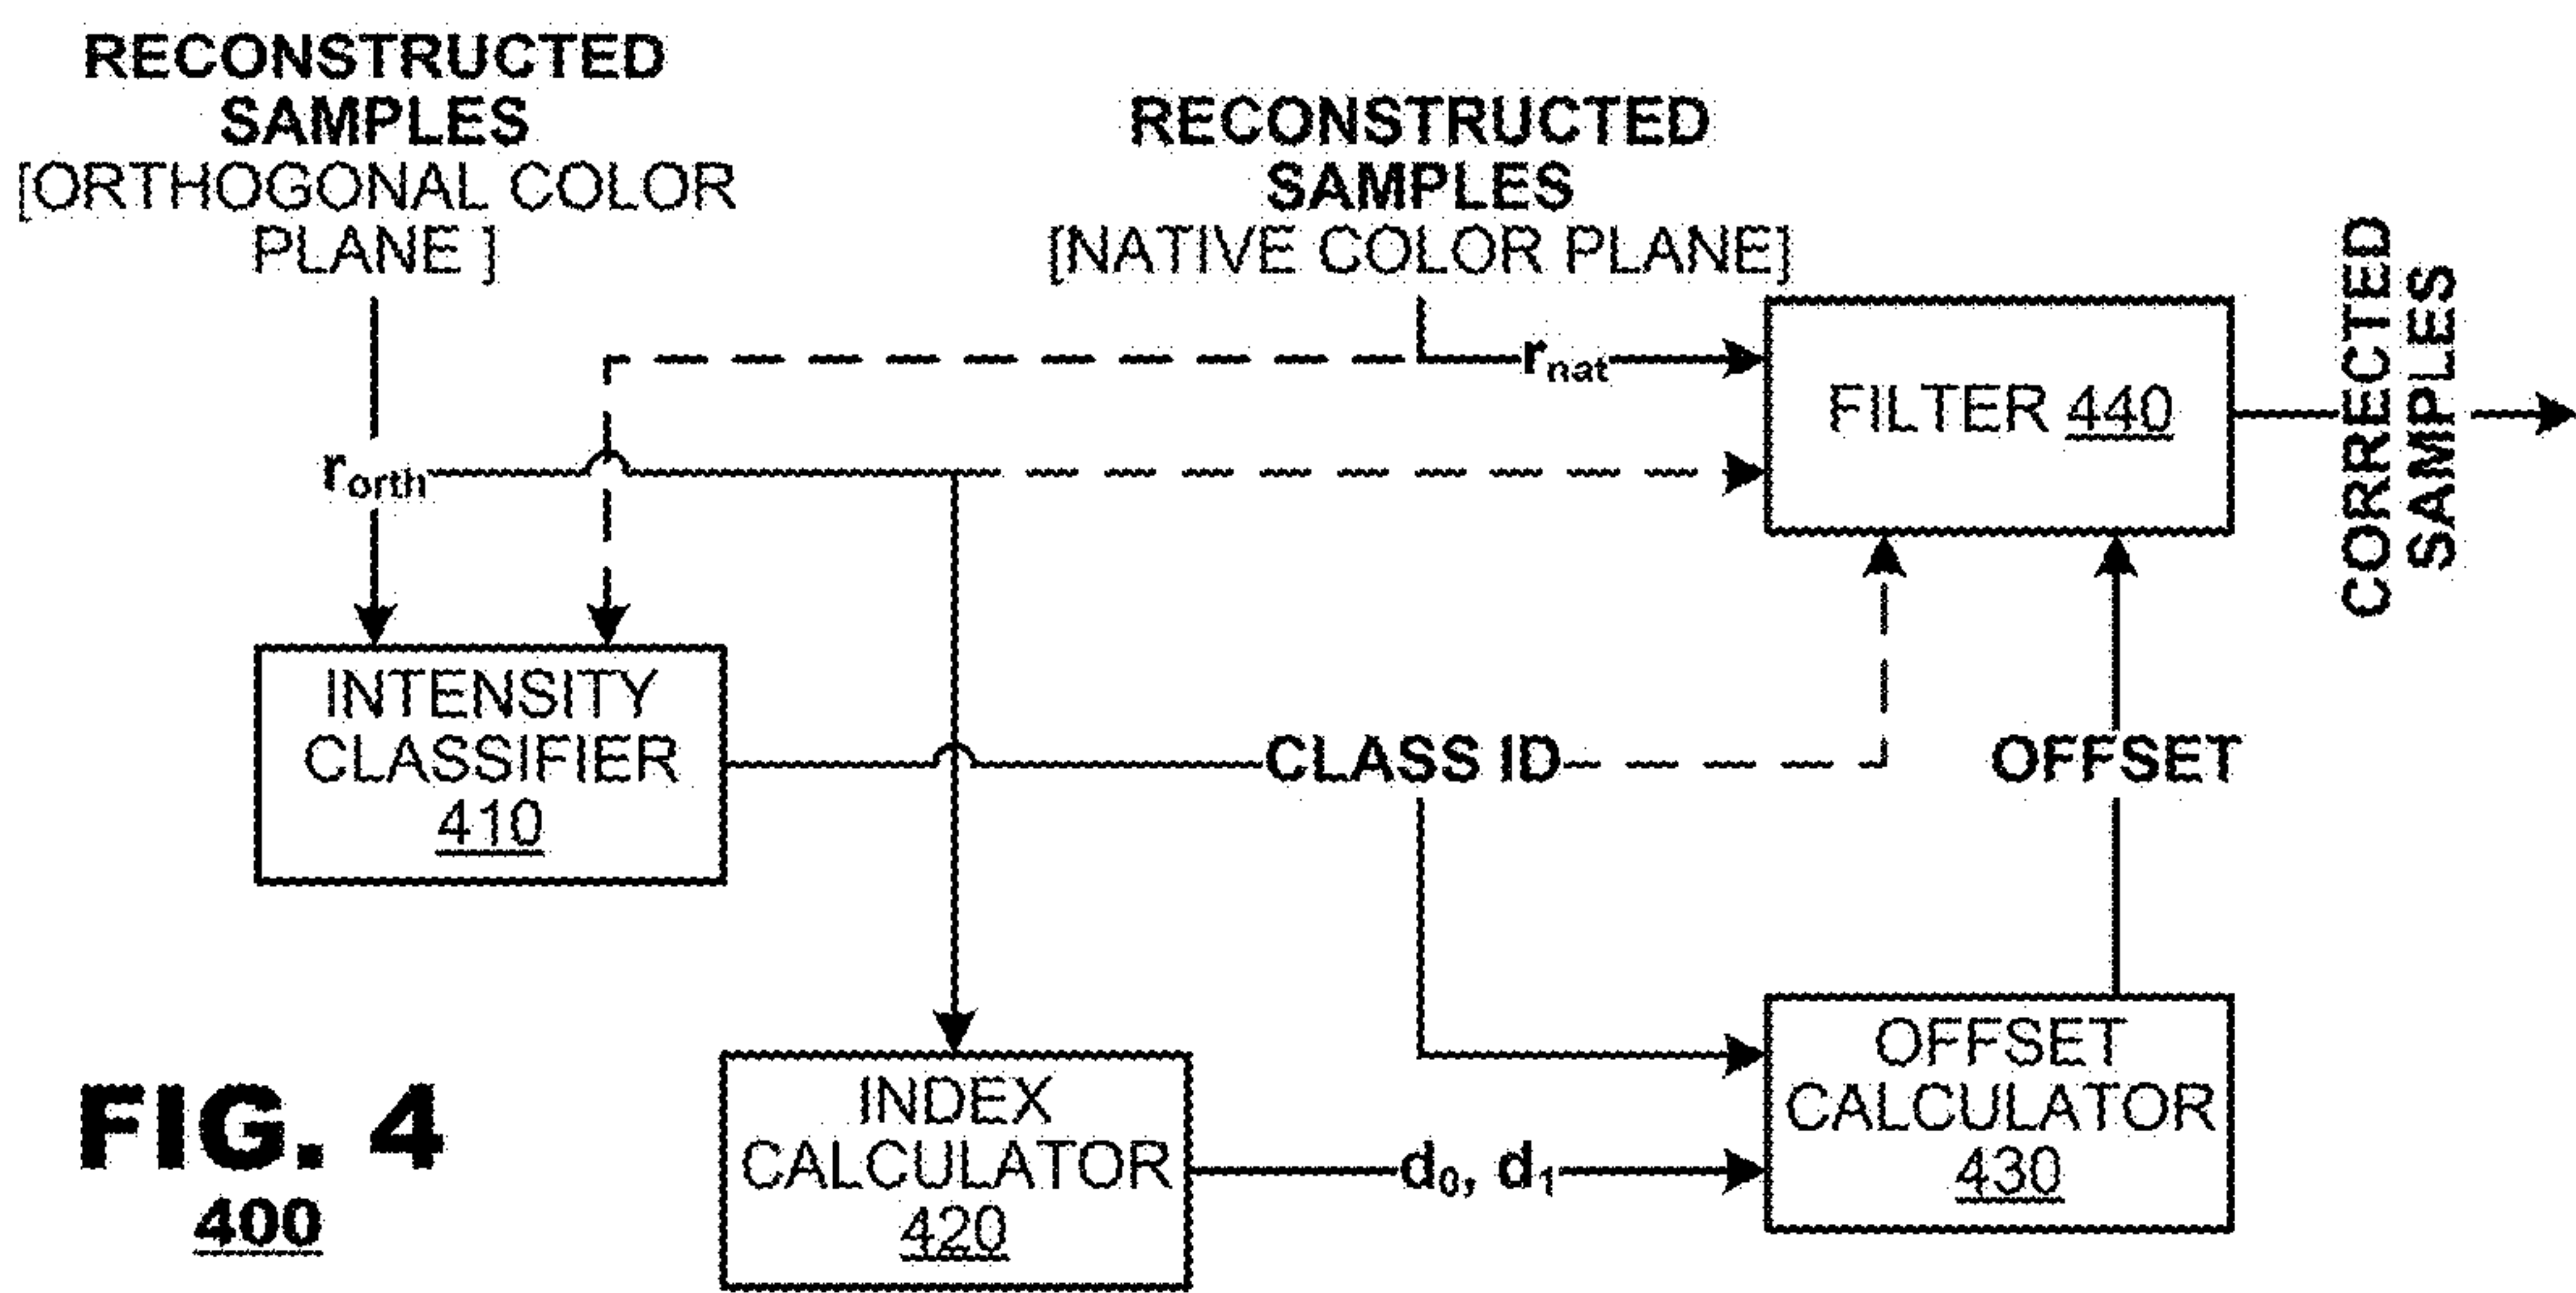 RECONSTRUCTED
SAMPLES
[ORTHOGONAL COLOR
PLANE ]
RECONSTRUCTED
SAMPLES
[NATIVE COLOR PLANE]
r_nat
FILTER 440
CORRECTED
SAMPLES
r_orth
INTENSITY
CLASSIFIER
410
CLASS ID
OFFSET
INDEX
CALCULATOR
420
d₀, d₁
OFFSET
CALCULATOR
430
FIG. 4
400